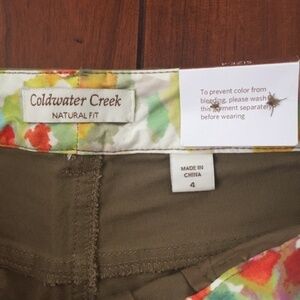 Coldwater Creek
NATURAL FIT
To prevent color from
bleeding, please wash
this garment separately
before wearing
MADE IN
CHINA
4